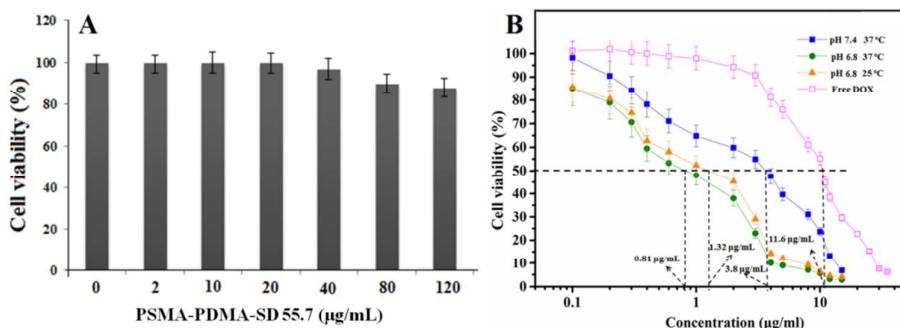 A
Cell viability (%)
120
100
80
60
40
20
0
0 2 10 20 40 80 120
PSMA-PDMA-SD 55.7 (µg/mL)
B
Cell viability (%)
100
90
80
70
60
50
40
30
20
10
0
pH 7.4 37°C
pH 6.8 37°C
pH 6.8 25°C
Free DOX
0.81 µg/mL
1.32 µg/mL
3.8 µg/mL
11.6 µg/mL
0.1 1 10
Concentration (µg/ml)